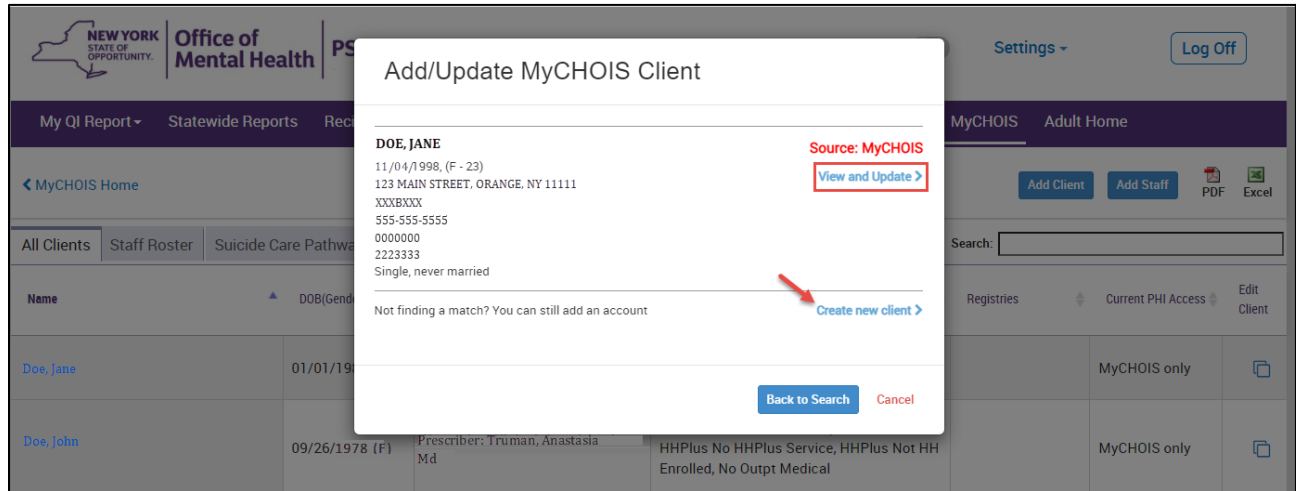 NEW YORK
STATE OF
OPPORTUNITY.
Office of
Mental Health
PS
Settings
Log Off
My QI Report
Statewide Reports
Reci
MyCHOIS
Adult Home
MyCHOIS Home
Add Client
Add Staff
PDF
Excel
All Clients
Staff Roster
Suicide Care Pathwa
Search:
Name
DOB(Gende
Registries
Current PHI Access
Edit
Client
Doe, Jane
01/01/19
MyCHOIS only
Doe, John
09/26/1978 (F)
Prescriber: Truman, Anastasia
Md
HHPlus No HHPlus Service, HHPlus Not HH
Enrolled, No Outpt Medical
MyCHOIS only
Add/Update MyCHOIS Client
DOE, JANE
Source: MyCHOIS
11/04/1998, (F - 23)
View and Update
123 MAIN STREET, ORANGE, NY 11111
XXXBXXX
555-555-5555
0000000
2223333
Single, never married
Not finding a match? You can still add an account
Create new client
Back to Search
Cancel